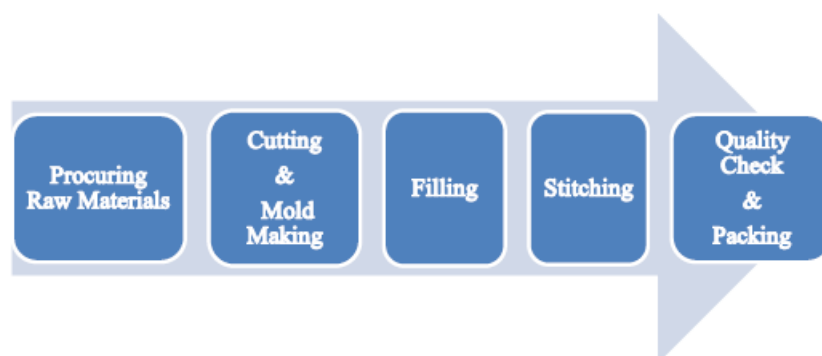 Procuring
Raw Materials
Cutting
&
Mold
Making
Filling
Stitching
Quality
Check
&
Packing